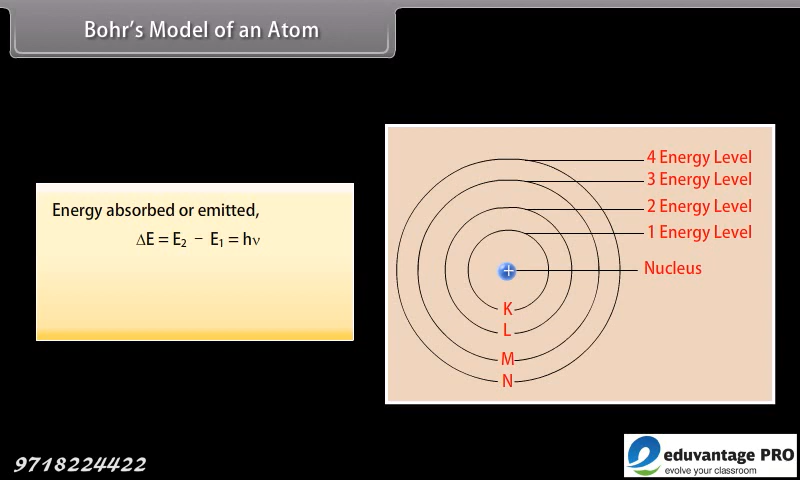 Bohr's Model of an Atom
Energy absorbed or emitted,
ΔE = E₂ − E₁ = hν
4 Energy Level
3 Energy Level
2 Energy Level
1 Energy Level
+
Nucleus
K
L
M
N
9718224422
eduvantage PRO
evolve your classroom